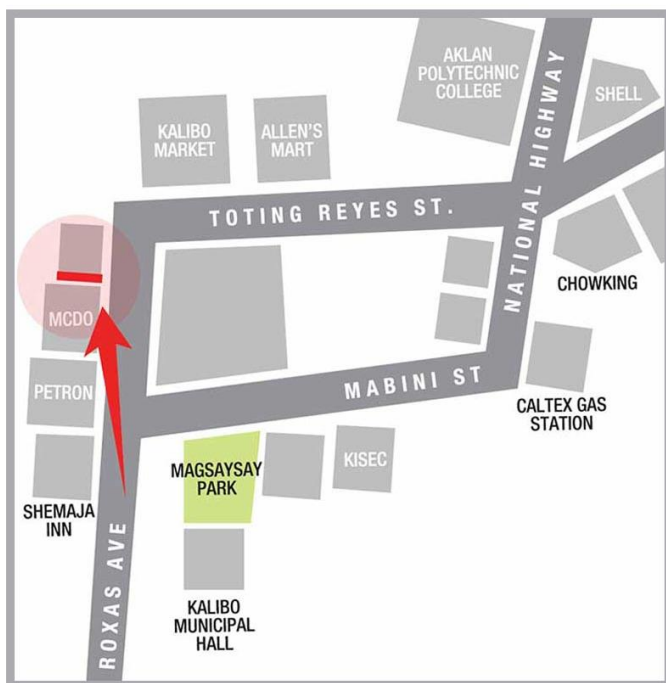 AKLAN
POLYTECHNIC
COLLEGE
NATIONAL HIGHWAY
SHELL
KALIBO
MARKET
ALLEN'S
MART
TOTING REYES ST.
CHOWKING
MCDO
PETRON
MABINI ST
CALTEX GAS
STATION
MAGSAYSAY
PARK
KISEC
SHEMAJA
INN
ROXAS AVE
KALIBO
MUNICIPAL
HALL